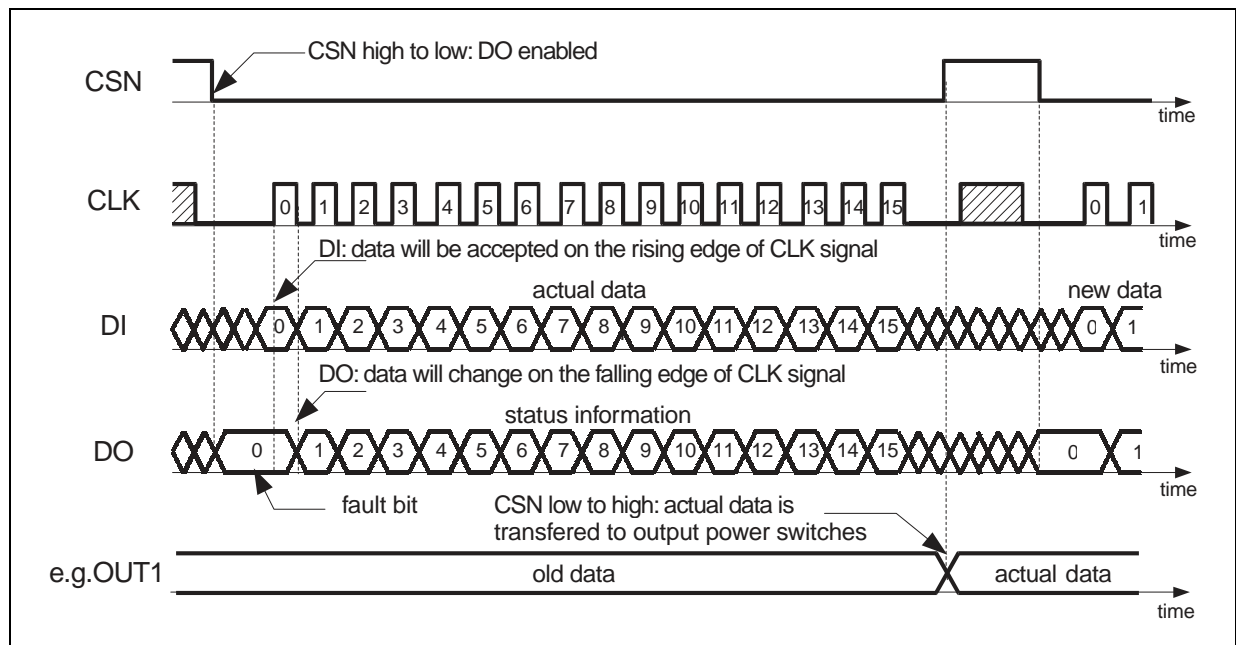 CSN high to low: DO enabled
CSN
time
CLK
0 1 2 3 4 5 6 7 8 9 10 11 12 13 14 15 0 1
time
DI: data will be accepted on the rising edge of CLK signal
actual data
new data
DI
0 1 2 3 4 5 6 7 8 9 10 11 12 13 14 15 0 1
time
DO: data will change on the falling edge of CLK signal
status information
DO
0 1 2 3 4 5 6 7 8 9 10 11 12 13 14 15 0 1
time
fault bit
CSN low to high: actual data is
transfered to output power switches
e.g.OUT1
old data
actual data
time